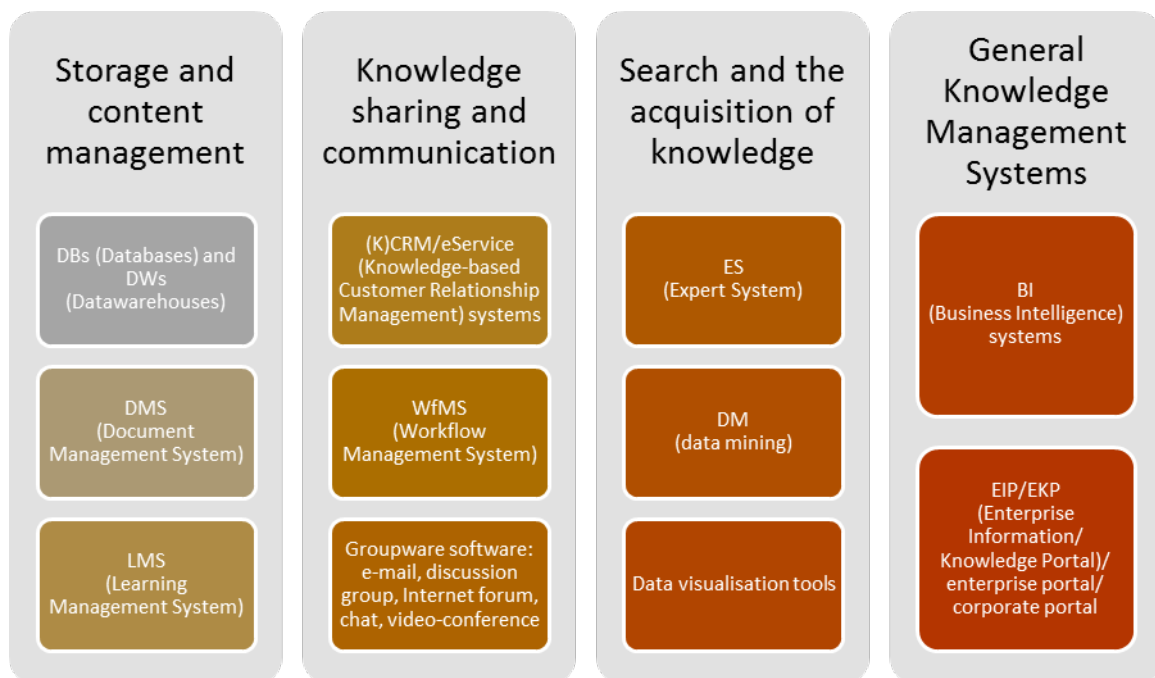 Storage and
content
management
DBs (Databases) and
DWs
(Datawarehouses)
DMS
(Document
Management System)
LMS
(Learning
Management System)
Knowledge
sharing and
communication
(K)CRM/eService
(Knowledge-based
Customer Relationship
Management) systems
WfMS
(Workflow
Management System)
Groupware software:
e-mail, discussion
group, Internet forum,
chat, video-conference
Search and the
acquisition of
knowledge
ES
(Expert System)
DM
(data mining)
Data visualisation tools
General
Knowledge
Management
Systems
BI
(Business Intelligence)
systems
EIP/EKP
(Enterprise
Information/
Knowledge Portal)/
enterprise portal/
corporate portal